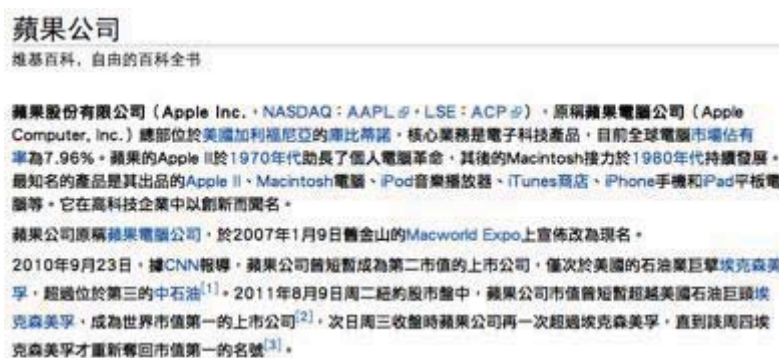 蘋果公司
维基百科，自由的百科全书
蘋果股份有限公司（Apple Inc.，NASDAQ：AAPL，LSE：ACP），原稱蘋果電腦公司（Apple
Computer, Inc.）總部位於美國加利福尼亞的庫比蒂諾，核心業務是電子科技產品，目前全球電腦市場佔有
率為7.96%。蘋果的Apple II於1970年代助長了個人電腦革命，其後的Macintosh接力於1980年代持續發展。
最知名的產品是其出品的Apple II、Macintosh電腦、iPod音樂播放器、iTunes商店、iPhone手機和iPad平板電
腦等。它在高科技企業中以創新而聞名。
蘋果公司原稱蘋果電腦公司，於2007年1月9日舊金山的Macworld Expo上宣佈改為現名。
2010年9月23日，據CNN報導，蘋果公司曾短暫成為第二市值的上市公司，僅次於美國的石油業巨擘埃克森美
孚，超過位於第三的中石油[1]。2011年8月9日周二紐約股市盤中，蘋果公司市值曾短暫超越美國石油巨頭埃
克森美孚，成為世界市值第一的上市公司[2]，次日周三收盤時蘋果公司再一次超過埃克森美孚，直到該周四埃
克森美孚才重新奪回市值第一的名號[3]。